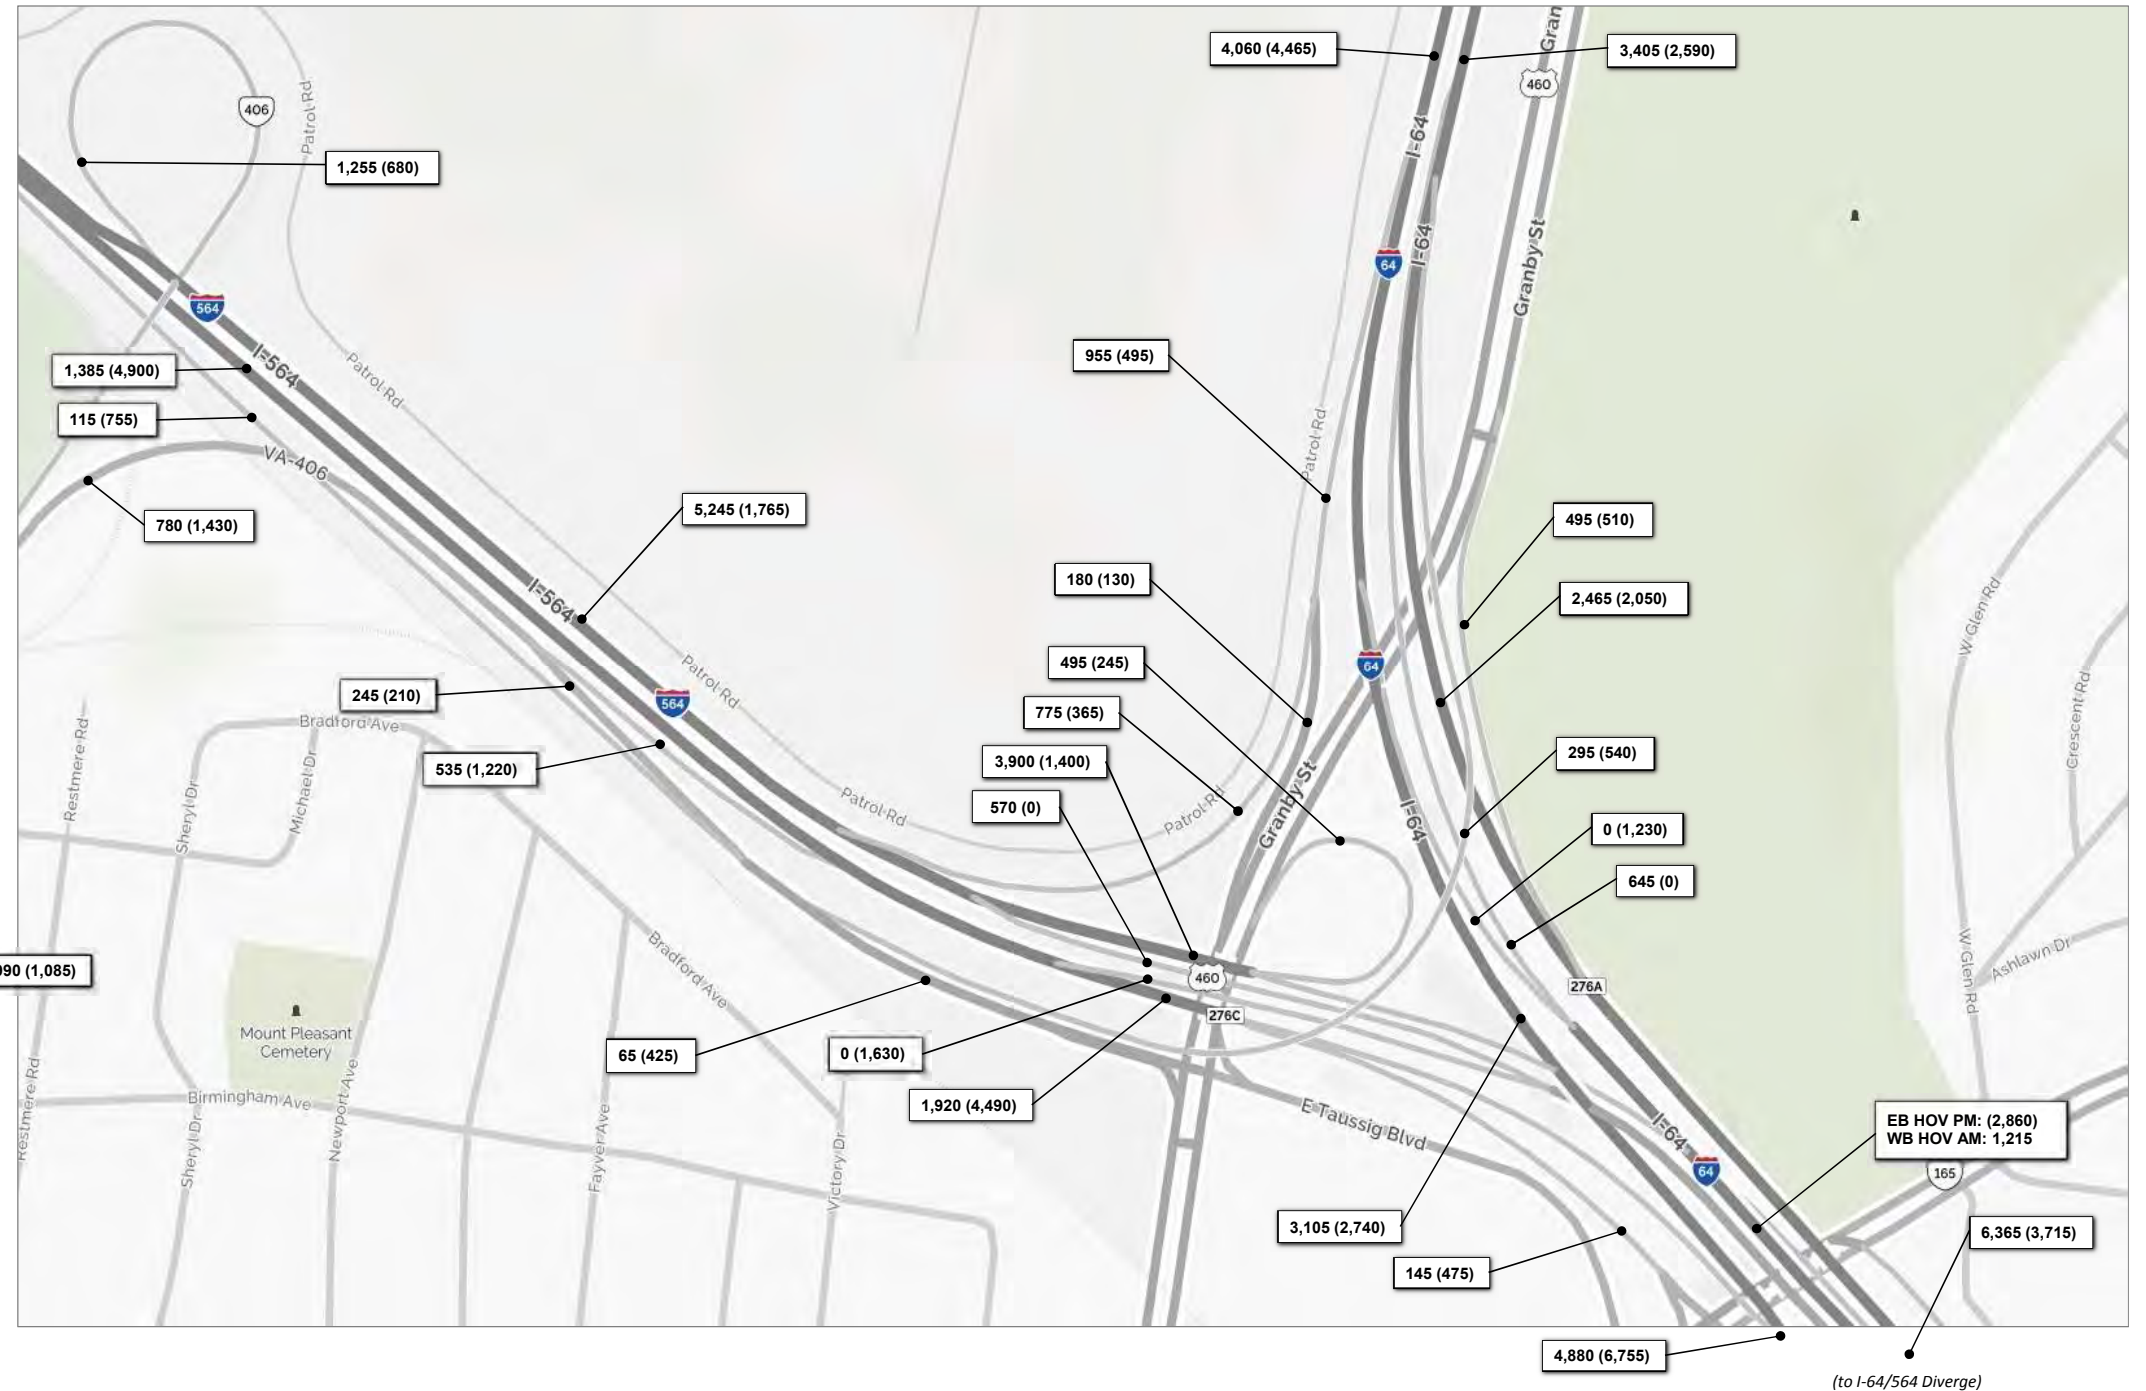 Gran
4,060 (4,465)
3,405 (2,590)
460
406
Patrol Rd
I-64
1,255 (680)
I-64
Granby St
64
564
I-564
955 (495)
1,385 (4,900)
Patrol Rd
115 (755)
Patrol Rd
VA-406
780 (1,430)
5,245 (1,765)
495 (510)
I-564
180 (130)
2,465 (2,050)
W Glen Rd
495 (245)
64
Patrol Rd
245 (210)
564
775 (365)
Crescent Rd
Bradford Ave
Restmere Rd
Michael Dr
Sheryl Dr
535 (1,220)
3,900 (1,400)
295 (540)
Patrol Rd
570 (0)
Patrol Rd
Granby St
I-64
0 (1,230)
645 (0)
Bradford Ave
W Glen Rd
Ashlawn Dr
90 (1,085)
460
276A
276C
Mount Pleasant
Cemetery
65 (425)
0 (1,630)
1,920 (4,490)
Restmere Rd
Birmingham Ave
Newport Ave
Sheryl Dr
Fayver Ave
Victory Dr
E Taussig Blvd
I-64
64
EB HOV PM: (2,860)
WB HOV AM: 1,215
165
3,105 (2,740)
6,365 (3,715)
145 (475)
4,880 (6,755)
(to I-64/564 Diverge)